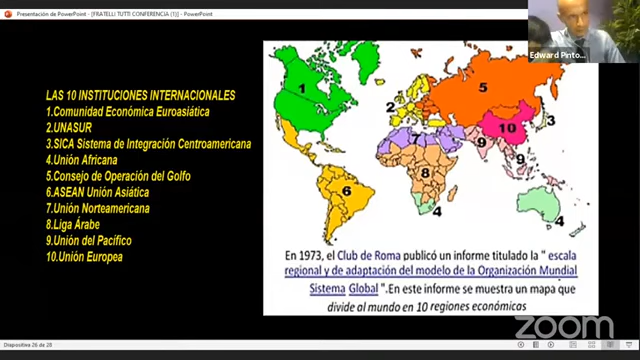 Presentación de PowerPoint - [FRATELLI TUTTI CONFERENCIA (1)] - PowerPoint
Edward Pinto...
LAS 10 INSTITUCIONES INTERNACIONALES
1.Comunidad Económica Euroasiática
2.UNASUR
3.SICA Sistema de Integración Centroamericana
4.Unión Africana
5.Consejo de Operación del Golfo
6.ASEAN Unión Asiática
7.Unión Norteamericana
8.Liga Árabe
9.Unión del Pacífico
10.Unión Europea
1
2
5
3
10
7
9
9
8
6
4
4
En 1973, el Club de Roma publicó un informe titulado la " escala
regional y de adaptación del modelo de la Organización Mundial
Sistema Global ".En este informe se muestra un mapa que
divide al mundo en 10 regiones económicas
zoom
Diapositiva 26 de 28